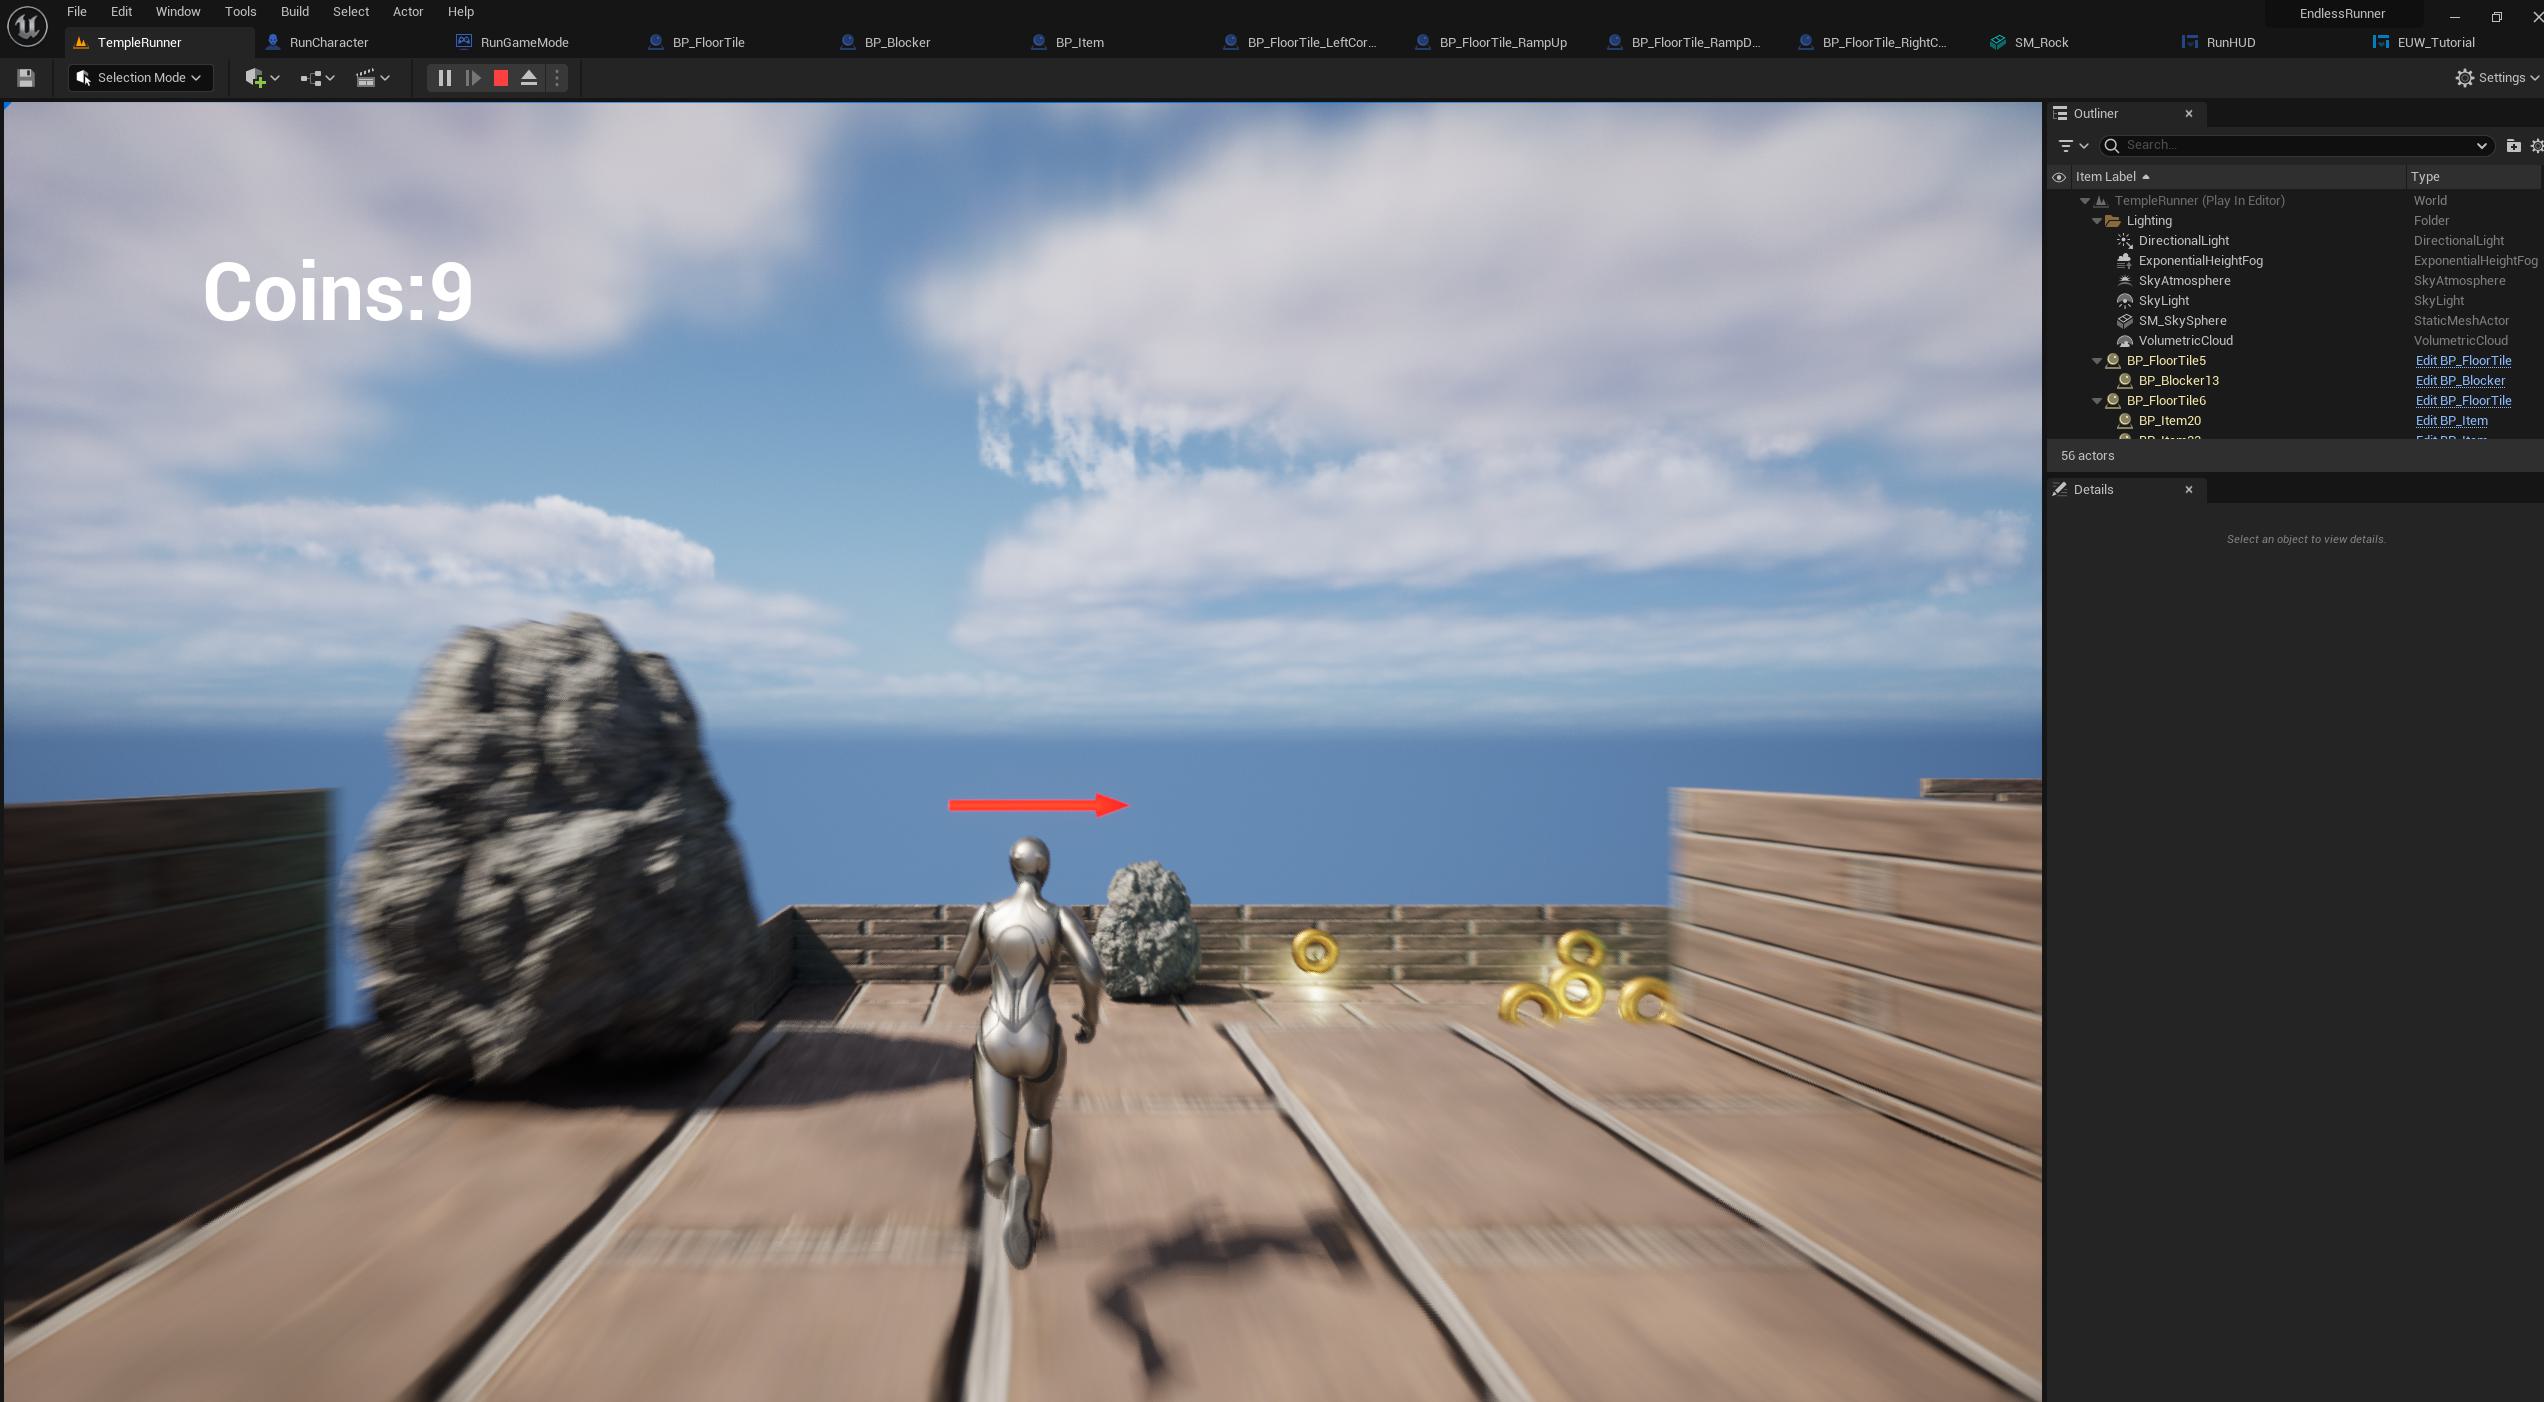 File Edit Window Tools Build Select Actor Help
EndlessRunner
TempleRunner RunCharacter RunGameMode BP_FloorTile BP_Blocker BP_Item BP_FloorTile_LeftCor... BP_FloorTile_RampUp BP_FloorTile_RampD... BP_FloorTile_RightC... SM_Rock RunHUD EUW_Tutorial
Selection Mode
Settings
Coins:9
Outliner
Search...
Item Label Type
TempleRunner (Play In Editor) World
Lighting Folder
DirectionalLight DirectionalLight
ExponentialHeightFog ExponentialHeightFog
SkyAtmosphere SkyAtmosphere
SkyLight SkyLight
SM_SkySphere StaticMeshActor
VolumetricCloud VolumetricCloud
BP_FloorTile5 Edit BP_FloorTile
BP_Blocker13 Edit BP_Blocker
BP_FloorTile6 Edit BP_FloorTile
BP_Item20 Edit BP_Item
56 actors
Details
Select an object to view details.